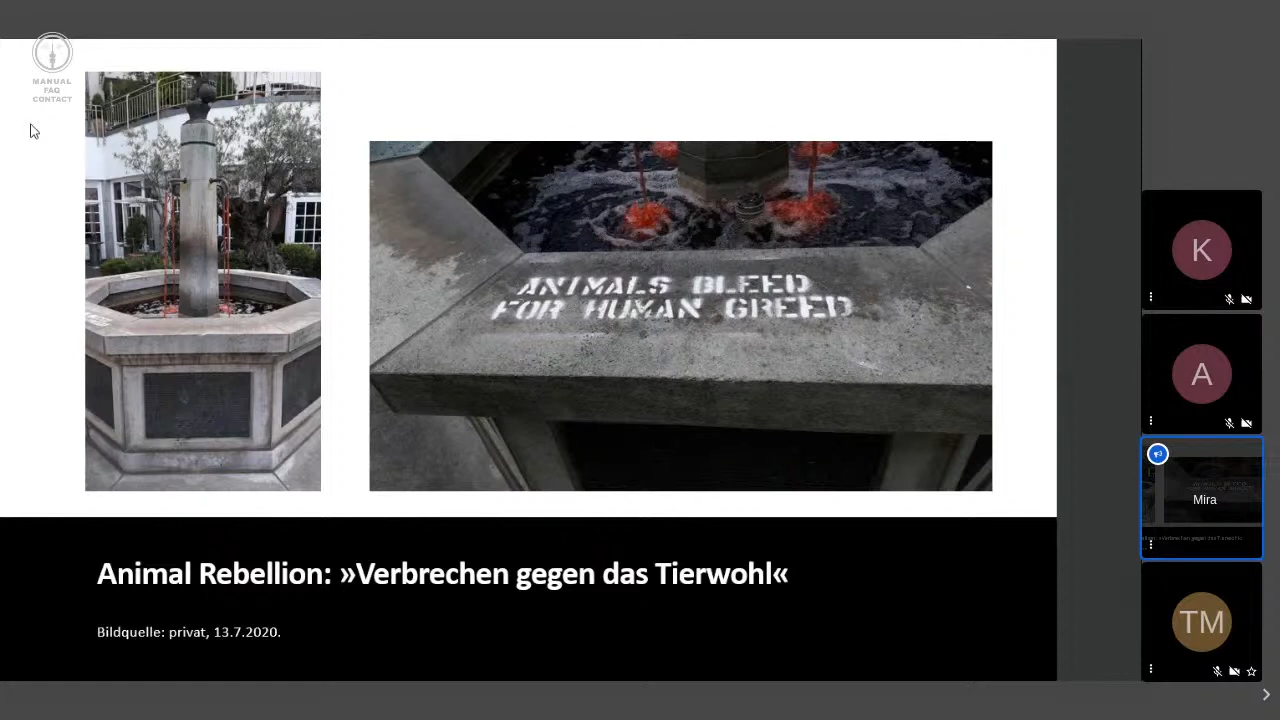 MANUAL
FAQ
CONTACT
ANIMALS BLEED
FOR HUMAN GREED
Animal Rebellion: »Verbrechen gegen das Tierwohl«
Bildquelle: privat, 13.7.2020.
K
A
Mira
TM